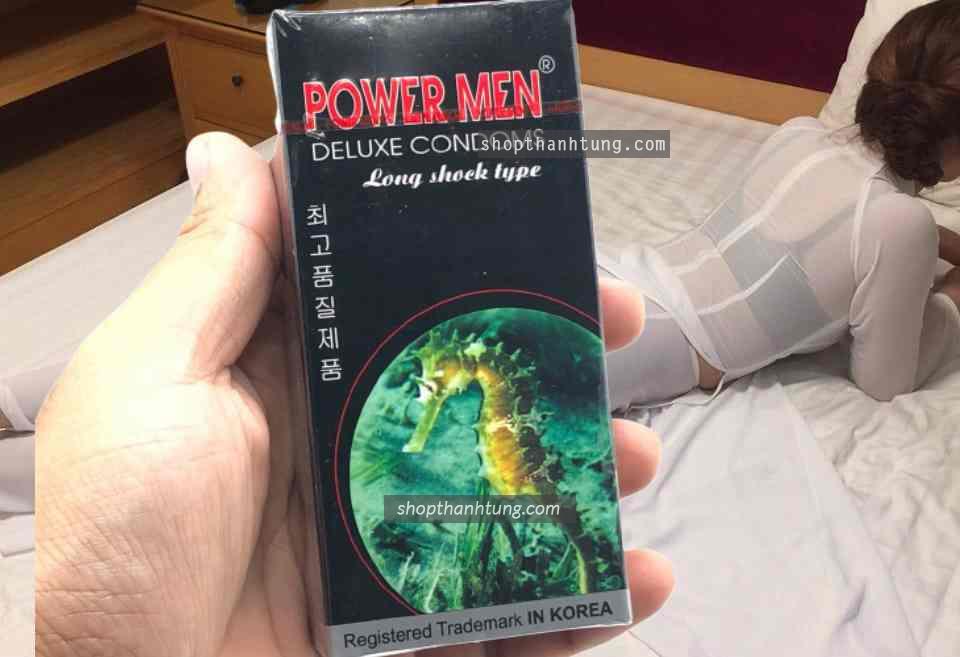 POWER MEN®
DELUXE CONDOMS
shopthanhtung.com
Long shock type
최고품질제품
shopthanhtung.com
Registered Trademark IN KOREA